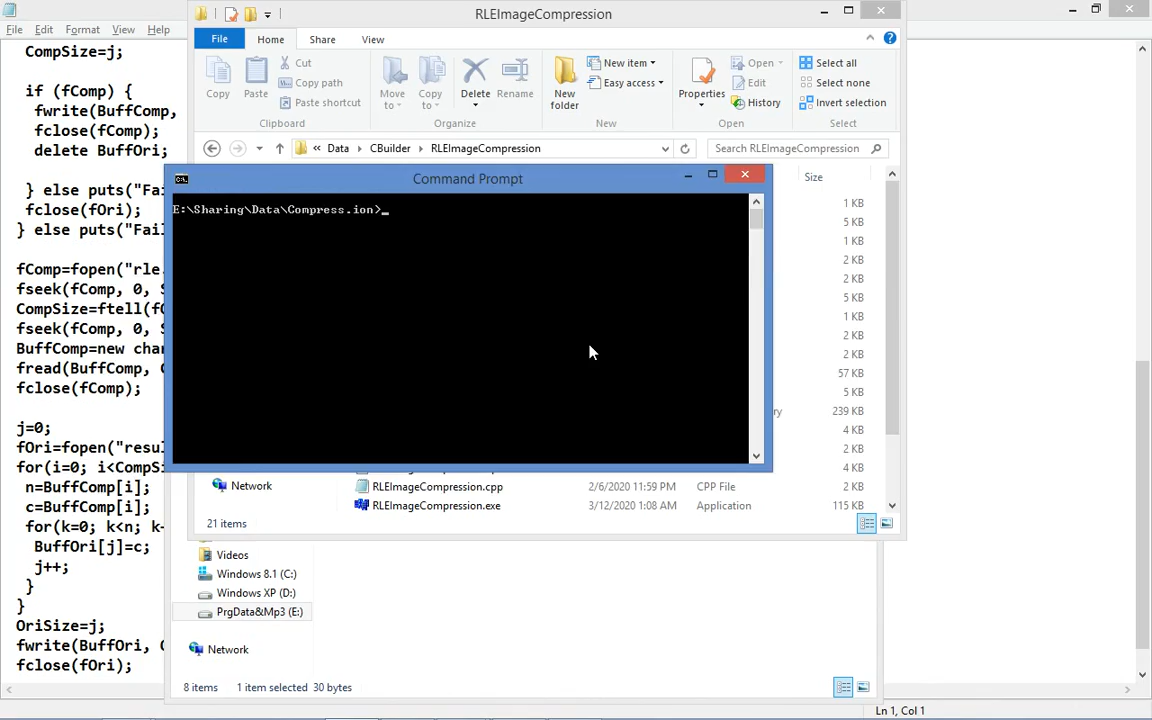 RLEImageCompression
File Edit Format View Help
File Home Share View
CompSize=j;
if (fComp) {
fwrite(BuffComp,
fclose(fComp);
delete BuffOri;
} else puts("Fai
fclose(fOri);
} else puts("Fail
fComp=fopen("rle.
fseek(fComp, 0,
CompSize=ftell(f
fseek(fComp, 0,
BuffComp=new char
fread(BuffComp,
fclose(fComp);
j=0;
fOri=fopen("resu
for(i=0; i<CompS
n=BuffComp[i];
c=BuffComp[i];
for(k=0; k<n; k
BuffOri[j]=c;
j++;
}
}
OriSize=j;
fwrite(BuffOri,
fclose(fOri);
Copy
Paste
Cut
Copy path
Paste shortcut
Clipboard
Move to
Copy to
Delete
Rename
Organize
New folder
New item
Easy access
New
Properties
Open
Edit
History
Open
Select all
Select none
Invert selection
Select
« Data CBuilder RLEImageCompression
Search RLEImageCompression
Command Prompt
E:\Sharing\Data\Compress.ion>_
Size
1 KB
5 KB
1 KB
2 KB
2 KB
5 KB
1 KB
2 KB
2 KB
57 KB
5 KB
ry 239 KB
4 KB
2 KB
4 KB
Network
RLEImageCompression.cpp 2/6/2020 11:59 PM CPP File 2 KB
RLEImageCompression.exe 3/12/2020 1:08 AM Application 115 KB
21 items
Videos
Windows 8.1 (C:)
Windows XP (D:)
PrgData&Mp3 (E:)
Network
8 items 1 item selected 30 bytes
Ln 1, Col 1